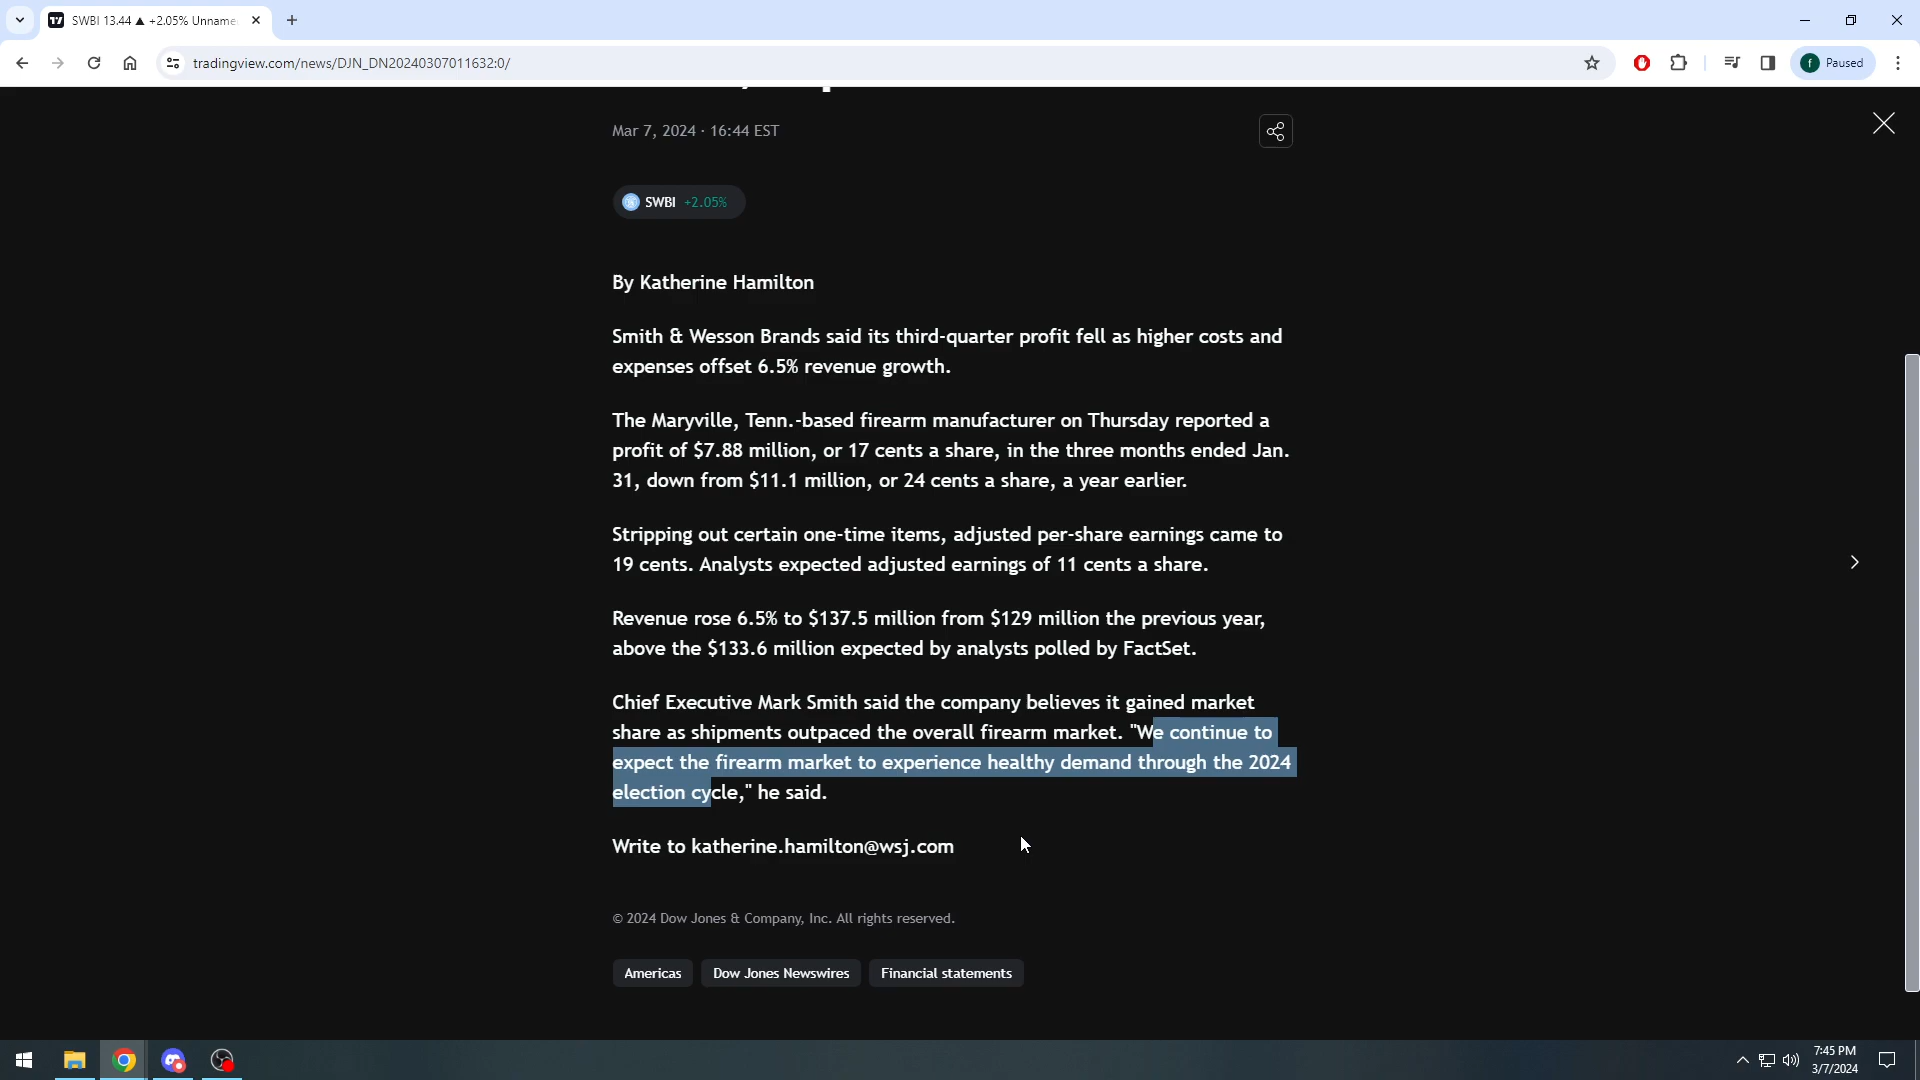 SWBI 13.44 ▲ +2.05% Unname
tradingview.com/news/DJN_DN20240307011632:0/
f Paused
Mar 7, 2024 · 16:44 EST
SWBI +2.05%
By Katherine Hamilton
Smith & Wesson Brands said its third-quarter profit fell as higher costs and
expenses offset 6.5% revenue growth.
The Maryville, Tenn.-based firearm manufacturer on Thursday reported a
profit of $7.88 million, or 17 cents a share, in the three months ended Jan.
31, down from $11.1 million, or 24 cents a share, a year earlier.
Stripping out certain one-time items, adjusted per-share earnings came to
19 cents. Analysts expected adjusted earnings of 11 cents a share.
Revenue rose 6.5% to $137.5 million from $129 million the previous year,
above the $133.6 million expected by analysts polled by FactSet.
Chief Executive Mark Smith said the company believes it gained market
share as shipments outpaced the overall firearm market. "We continue to
expect the firearm market to experience healthy demand through the 2024
election cycle," he said.
Write to katherine.hamilton@wsj.com
© 2024 Dow Jones & Company, Inc. All rights reserved.
Americas Dow Jones Newswires Financial statements
7:45 PM
3/7/2024